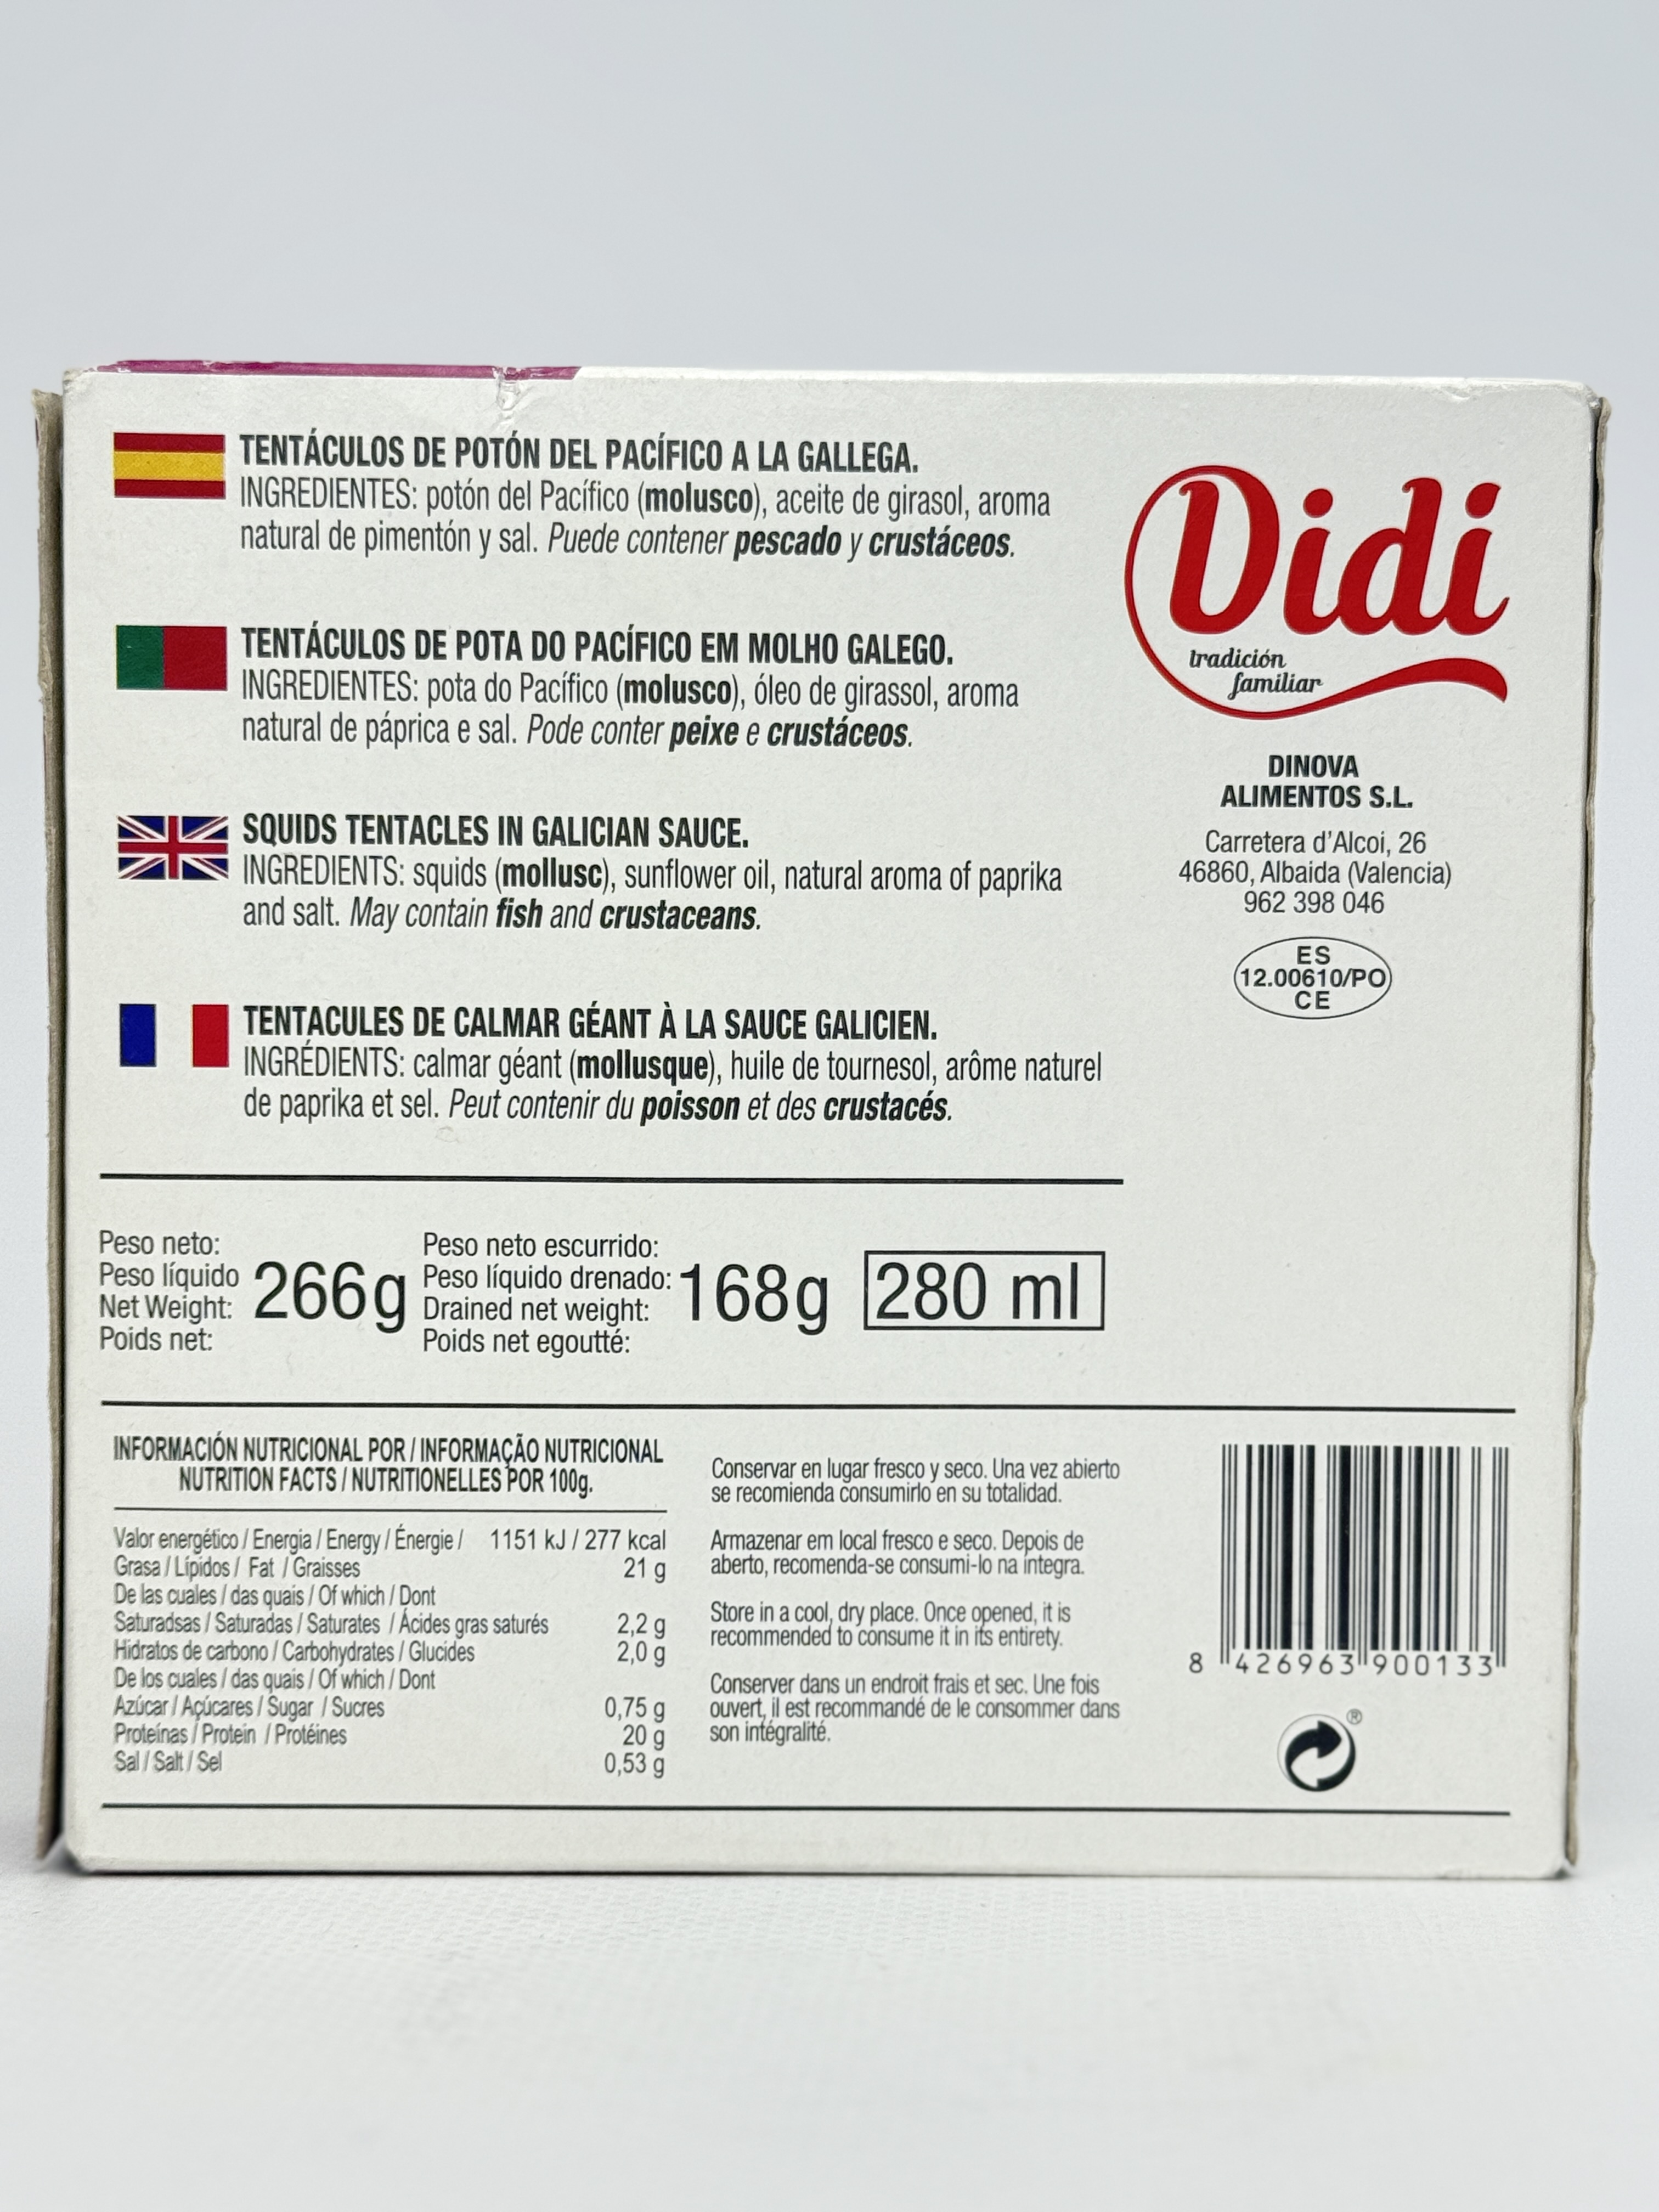 TENTÁCULOS DE POTÓN DEL PACÍFICO A LA GALLEGA.
INGREDIENTES: potón del Pacífico (molusco), aceite de girasol, aroma
natural de pimentón y sal. Puede contener pescado y crustáceos.
TENTÁCULOS DE POTA DO PACÍFICO EM MOLHO GALEGO.
INGREDIENTES: pota do Pacífico (molusco), óleo de girassol, aroma
natural de páprica e sal. Pode conter peixe e crustáceos.
SQUIDS TENTACLES IN GALICIAN SAUCE.
INGREDIENTS: squids (mollusc), sunflower oil, natural aroma of paprika
and salt. May contain fish and crustaceans.
TENTACULES DE CALMAR GÉANT À LA SAUCE GALICIEN.
INGRÉDIENTS: calmar géant (mollusque), huile de tournesol, arôme naturel
de paprika et sel. Peut contenir du poisson et des crustacés.
Didi
tradición
familiar
DINOVA
ALIMENTOS S.L.
Carretera d'Alcoi, 26
46860, Albaida (Valencia)
962 398 046
ES
12.00610/PO
CE
Peso neto:
Peso líquido
Net Weight:
Poids net:
266g
Peso neto escurrido:
Peso líquido drenado:
Drained net weight:
Poids net egoutté:
168g
280 ml
INFORMACIÓN NUTRICIONAL POR / INFORMAÇÃO NUTRICIONAL
NUTRITION FACTS / NUTRITIONELLES POR 100g.
Valor energético / Energia / Energy / Énergie / 1151 kJ / 277 kcal
Grasa / Lípidos / Fat / Graisses 21 g
De las cuales / das quais / Of which / Dont
Saturadsas / Saturadas / Saturates / Ácides gras saturés 2,2 g
Hidratos de carbono / Carbohydrates / Glucides 2,0 g
De los cuales / das quais / Of which / Dont
Azúcar / Açúcares / Sugar / Sucres 0,75 g
Proteínas / Protein / Protéines 20 g
Sal / Salt / Sel 0,53 g
Conservar en lugar fresco y seco. Una vez abierto
se recomienda consumirlo en su totalidad.
Armazenar em local fresco e seco. Depois de
aberto, recomenda-se consumi-lo na íntegra.
Store in a cool, dry place. Once opened, it is
recommended to consume it in its entirety.
Conserver dans un endroit frais et sec. Une fois
ouvert, il est recommandé de le consommer dans
son intégralité.
8 426963 900133
®